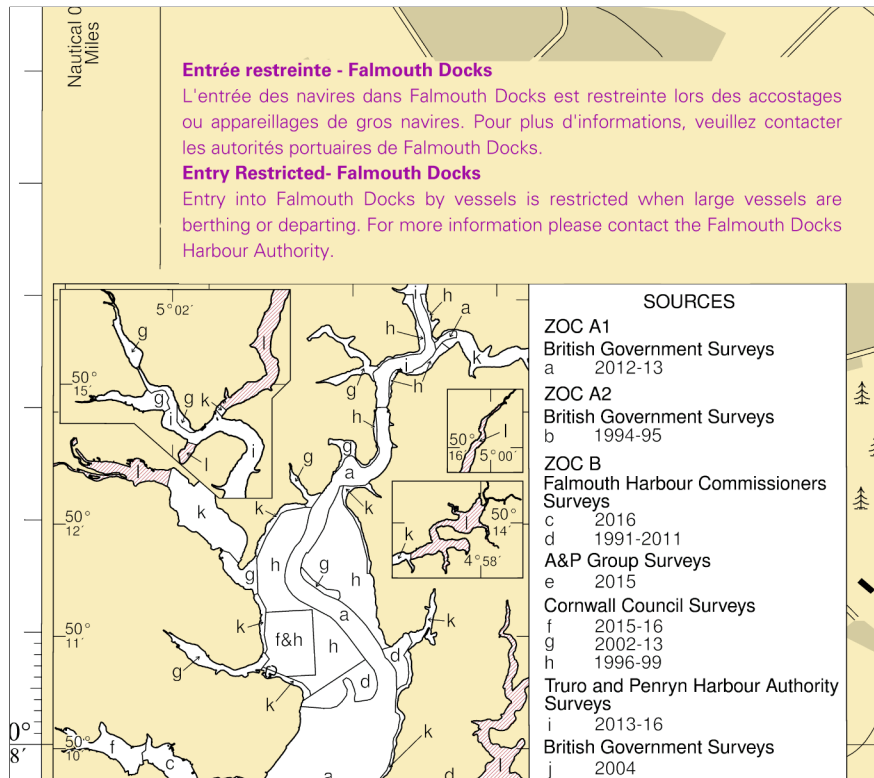 Nautical 0
Miles
Entrée restreinte - Falmouth Docks
L'entrée des navires dans Falmouth Docks est restreinte lors des accostages
ou appareillages de gros navires. Pour plus d'informations, veuillez contacter
les autorités portuaires de Falmouth Docks.
Entry Restricted- Falmouth Docks
Entry into Falmouth Docks by vessels is restricted when large vessels are
berthing or departing. For more information please contact the Falmouth Docks
Harbour Authority.
5°02′
g
l
50°
15′
g
g
k
i
i
l
l
k
g
k
g
50°
12′
g
k
50°
11′
g
k
f&h
k
50°
10′
f
c
i
h
a
h
l
k
g
h
h
g
a
k
h
g
h
a
h
k
d
d
k
a
d
l
50°
16′
5°00′
l
50°
14′
l
k
4°58′
0°
8′
SOURCES
ZOC A1
British Government Surveys
a 2012-13
ZOC A2
British Government Surveys
b 1994-95
ZOC B
Falmouth Harbour Commissioners
Surveys
c 2016
d 1991-2011
A&P Group Surveys
e 2015
Cornwall Council Surveys
f 2015-16
g 2002-13
h 1996-99
Truro and Penryn Harbour Authority
Surveys
i 2013-16
British Government Surveys
j 2004